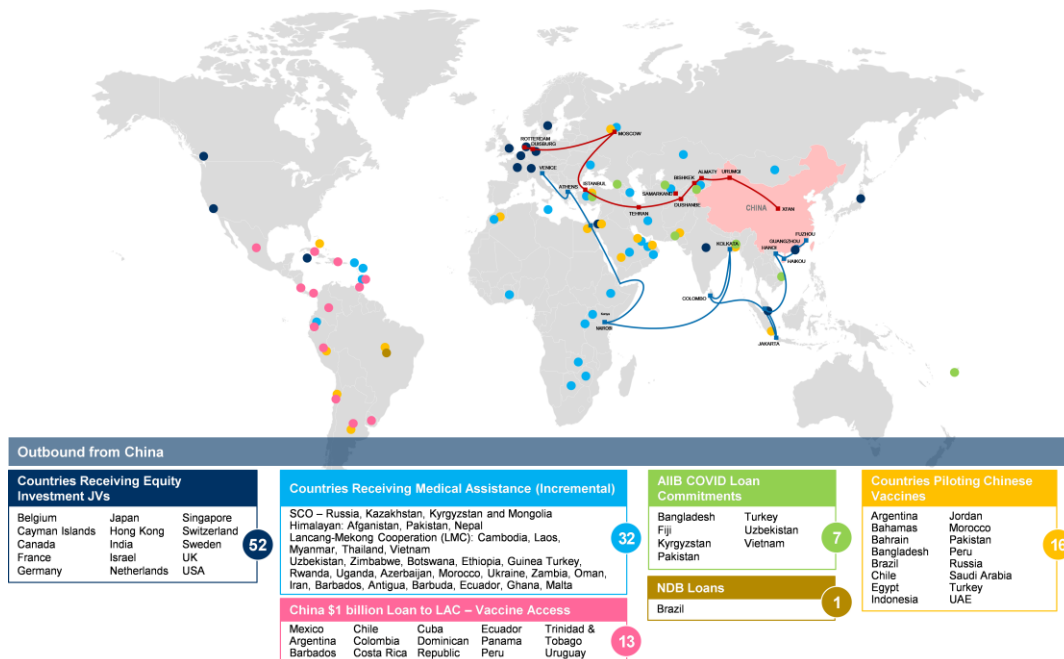 MOSCOW
ROTTERDAM
DUISBURG
VENICE
ATHENS
ISTANBUL
TEHRAN
SAMARKAND
DUSHANBE
BISHKEK
ALMATY
URUMQI
CHINA
XI'AN
FUZHOU
GUANGZHOU
HANOI
HAIKOU
KOLKATA
COLOMBO
Kenya
NAIROBI
JAKARTA
Outbound from China
Countries Receiving Equity
Investment JVs
Belgium Japan Singapore
Cayman Islands Hong Kong Switzerland
Canada India Sweden
France Israel UK
Germany Netherlands USA
52
Countries Receiving Medical Assistance (Incremental)
SCO – Russia, Kazakhstan, Kyrgyzstan and Mongolia
Himalayan: Afganistan, Pakistan, Nepal
Lancang-Mekong Cooperation (LMC): Cambodia, Laos,
Myanmar, Thailand, Vietnam
Uzbekistan, Zimbabwe, Botswana, Ethiopia, Guinea Turkey,
Rwanda, Uganda, Azerbaijan, Morocco, Ukraine, Zambia, Oman,
Iran, Barbados, Antigua, Barbuda, Ecuador, Ghana, Malta
32
China $1 billion Loan to LAC – Vaccine Access
Mexico Chile Cuba Ecuador Trinidad &
Argentina Colombia Dominican Panama Tobago
Barbados Costa Rica Republic Peru Uruguay
13
AIIB COVID Loan
Commitments
Bangladesh Turkey
Fiji Uzbekistan
Kyrgyzstan Vietnam
Pakistan
7
NDB Loans
Brazil
1
Countries Piloting Chinese
Vaccines
Argentina Jordan
Bahamas Morocco
Bahrain Pakistan
Bangladesh Peru
Brazil Russia
Chile Saudi Arabia
Egypt Turkey
Indonesia UAE
16